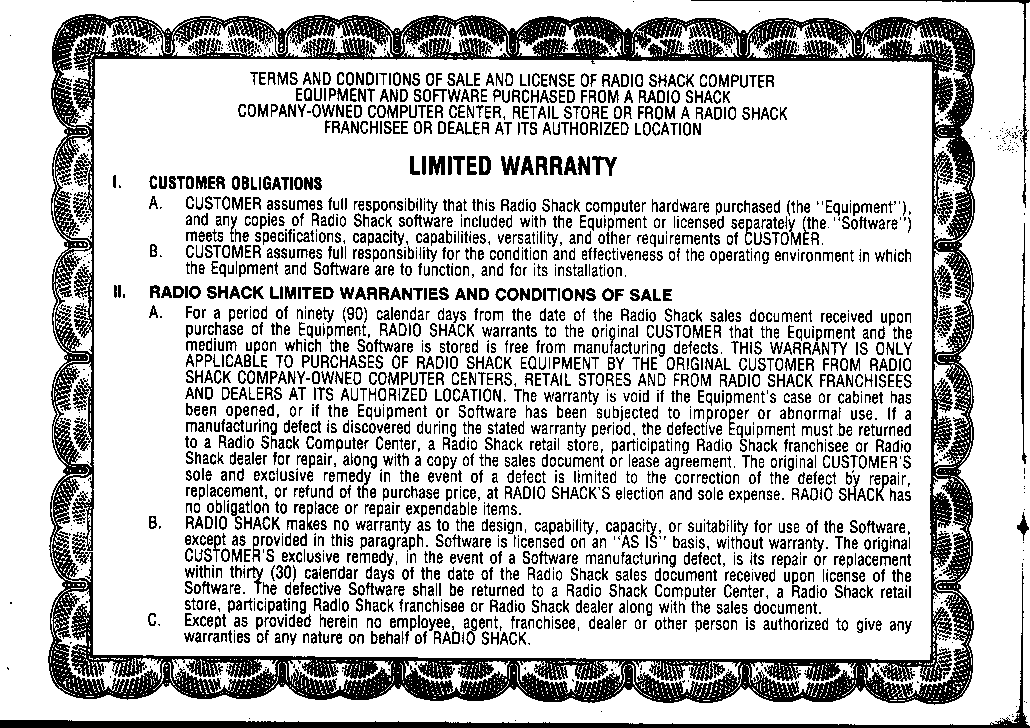 TERMS AND CONDITIONS OF SALE AND LICENSE OF RADIO SHACK COMPUTER
EQUIPMENT AND SOFTWARE PURCHASED FROM A RADIO SHACK
COMPANY-OWNED COMPUTER CENTER, RETAIL STORE OR FROM A RADIO SHACK
FRANCHISEE OR DEALER AT ITS AUTHORIZED LOCATION
LIMITED WARRANTY
I. CUSTOMER OBLIGATIONS
A. CUSTOMER assumes full responsibility that this Radio Shack computer hardware purchased (the "Equipment"),
and any copies of Radio Shack software included with the Equipment or licensed separately (the "Software")
meets the specifications, capacity, capabilities, versatility, and other requirements of CUSTOMER.
B. CUSTOMER assumes full responsibility for the condition and effectiveness of the operating environment in which
the Equipment and Software are to function, and for its installation.
II. RADIO SHACK LIMITED WARRANTIES AND CONDITIONS OF SALE
A. For a period of ninety (90) calendar days from the date of the Radio Shack sales document received upon
purchase of the Equipment, RADIO SHACK warrants to the original CUSTOMER that the Equipment and the
medium upon which the Software is stored is free from manufacturing defects. THIS WARRANTY IS ONLY
APPLICABLE TO PURCHASES OF RADIO SHACK EQUIPMENT BY THE ORIGINAL CUSTOMER FROM RADIO
SHACK COMPANY-OWNED COMPUTER CENTERS, RETAIL STORES AND FROM RADIO SHACK FRANCHISEES
AND DEALERS AT ITS AUTHORIZED LOCATION. The warranty is void if the Equipment's case or cabinet has
been opened, or if the Equipment or Software has been subjected to improper or abnormal use. If a
manufacturing defect is discovered during the stated warranty period, the defective Equipment must be returned
to a Radio Shack Computer Center, a Radio Shack retail store, participating Radio Shack franchisee or Radio
Shack dealer for repair, along with a copy of the sales document or lease agreement. The original CUSTOMER'S
sole and exclusive remedy in the event of a defect is limited to the correction of the defect by repair,
replacement, or refund of the purchase price, at RADIO SHACK'S election and sole expense. RADIO SHACK has
no obligation to replace or repair expendable items.
B. RADIO SHACK makes no warranty as to the design, capability, capacity, or suitability for use of the Software,
except as provided in this paragraph. Software is licensed on an "AS IS" basis, without warranty. The original
CUSTOMER'S exclusive remedy, in the event of a Software manufacturing defect, is its repair or replacement
within thirty (30) calendar days of the date of the Radio Shack sales document received upon license of the
Software. The defective Software shall be returned to a Radio Shack Computer Center, a Radio Shack retail
store, participating Radio Shack franchisee or Radio Shack dealer along with the sales document.
C. Except as provided herein no employee, agent, franchisee, dealer or other person is authorized to give any
warranties of any nature on behalf of RADIO SHACK.